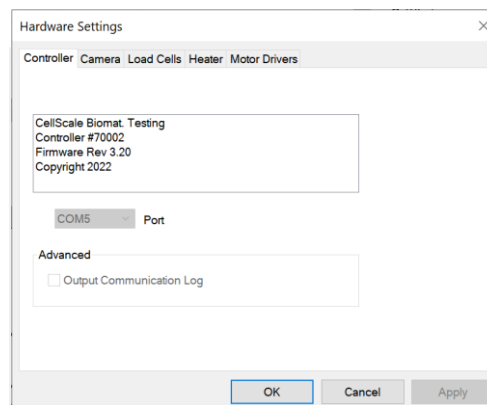 Hardware Settings
Controller Camera Load Cells Heater Motor Drivers
CellScale Biomat. Testing
Controller #70002
Firmware Rev 3.20
Copyright 2022
COM5 Port
Advanced
Output Communication Log
OK Cancel Apply